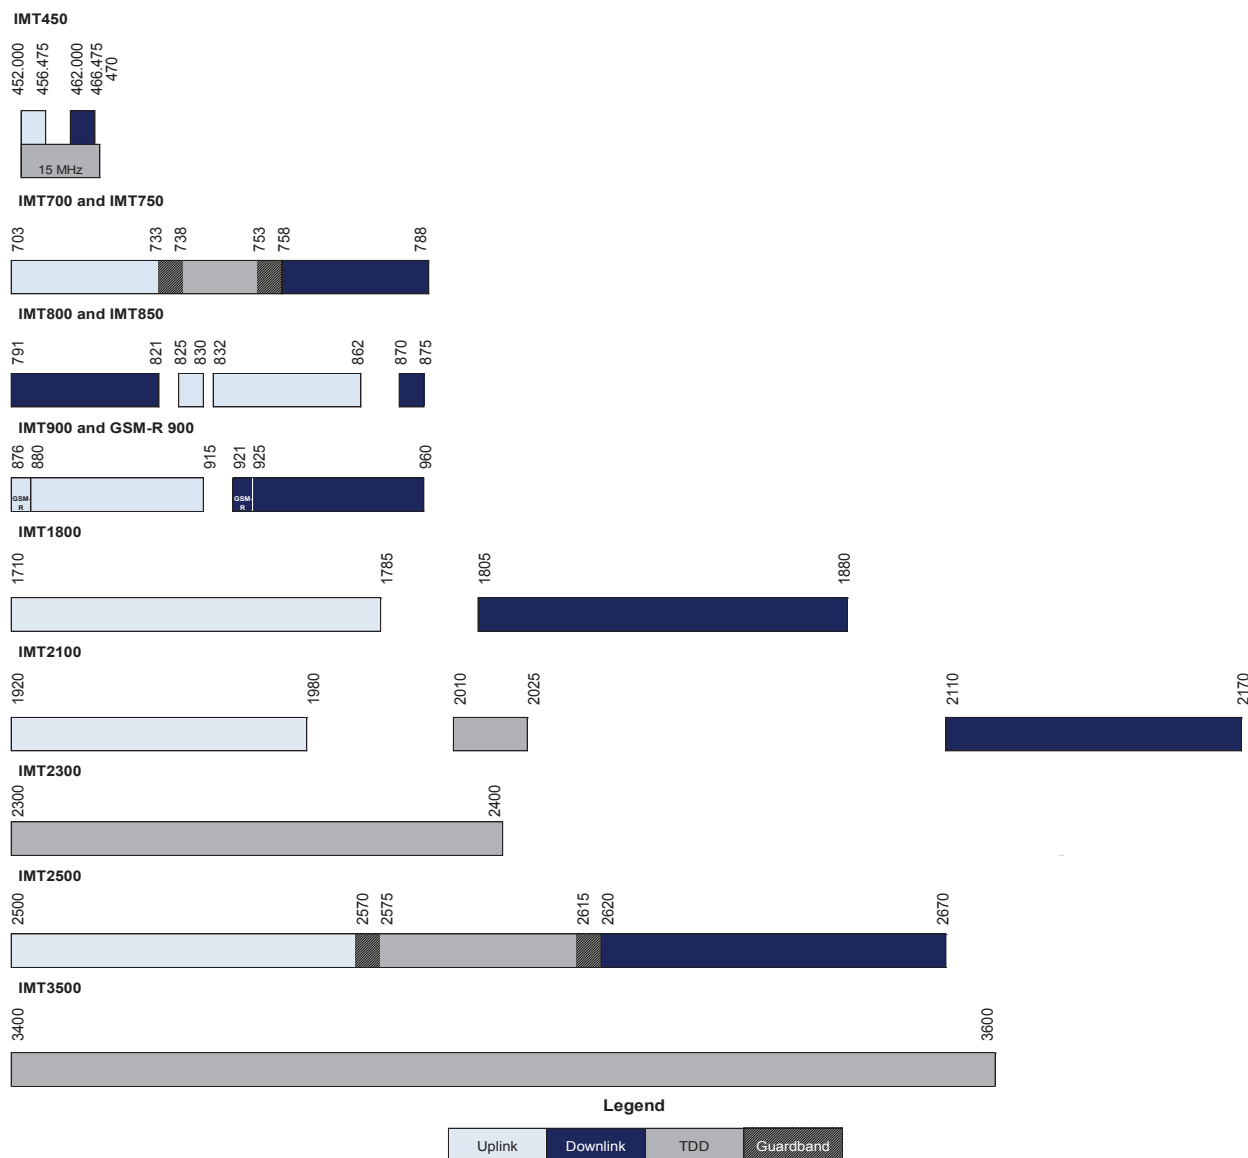 IMT450
452.000 456.475 462.000 466.475 470
15 MHz
IMT700 and IMT750
703 733 738 753 758 788
IMT800 and IMT850
791 821 825 830 832 862 870 875
IMT900 and GSM-R 900
876 880 915 921 925 960
GSM- GSM-
R R
IMT1800
1710 1785 1805 1880
IMT2100
1920 1980 2010 2025 2110 2170
IMT2300
2300 2400
IMT2500
2500 2570 2575 2615 2620 2670
IMT3500
3400 3600
Legend
Uplink Downlink TDD Guardband